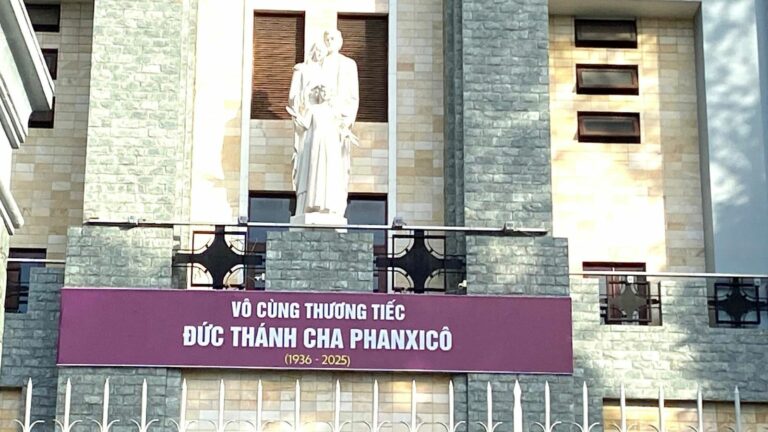 VÔ CÙNG THƯƠNG TIẾC
ĐỨC THÁNH CHA PHANXICÔ
(1936 - 2025)